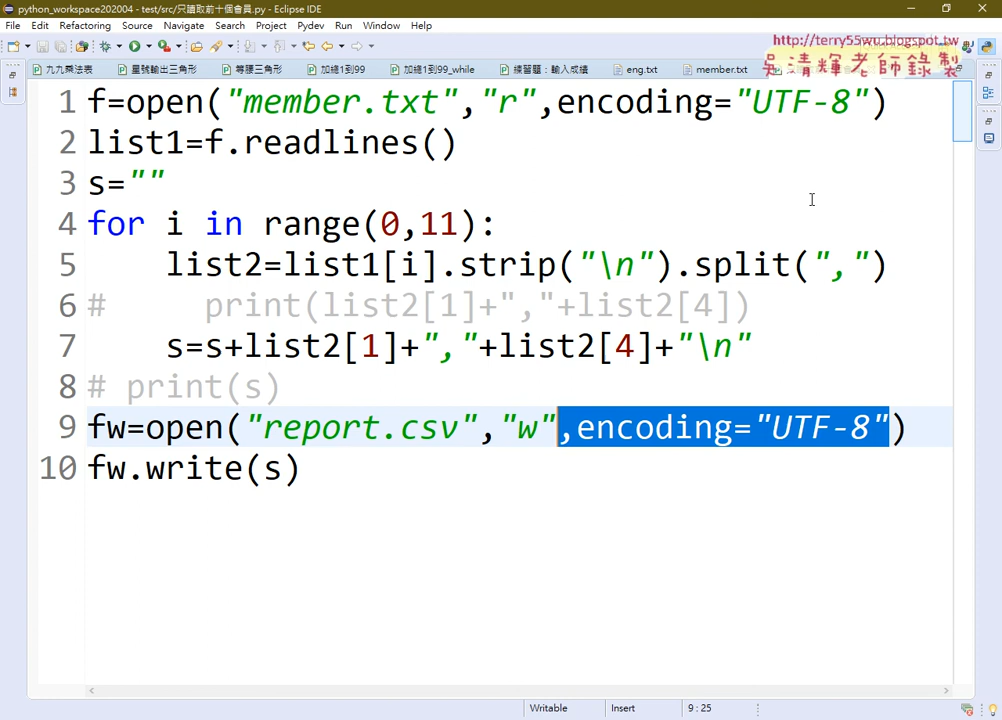 python_workspace202004 - test/src/只讀取前十個會員.py - Eclipse IDE
File Edit Refactoring Source Navigate Search Project Pydev Run Window Help
http://terry55wu.blogspot.tw
吳清輝老師錄製
九九乘法表 星號輸出三角形 等腰三角形 加總1到99 加總1到99_while 練習題：輸入成績 eng.txt member.txt
1 f=open("member.txt","r",encoding="UTF-8")
2 list1=f.readlines()
3 s=""
4 for i in range(0,11):
5     list2=list1[i].strip("\n").split(",")
6 #     print(list2[1]+","+list2[4])
7     s=s+list2[1]+","+list2[4]+"\n"
8 # print(s)
9 fw=open("report.csv","w",encoding="UTF-8")
10 fw.write(s)
Writable Insert 9 : 25